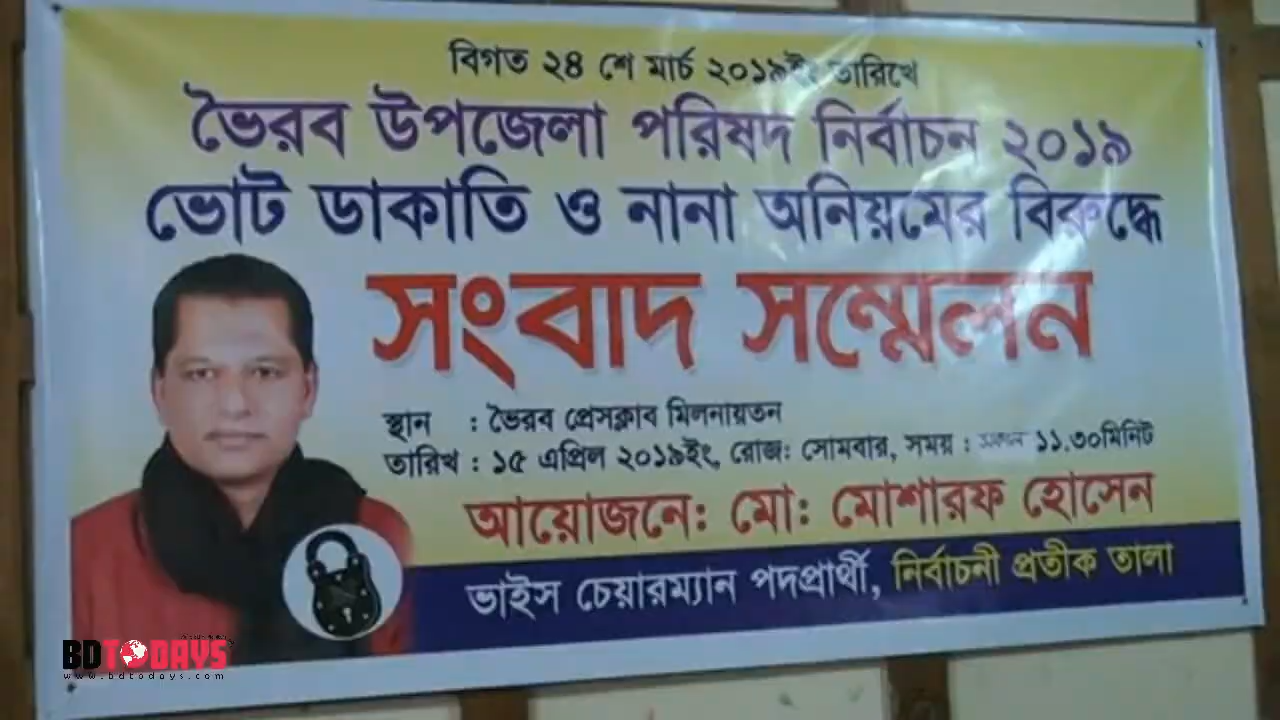 বিগত ২৪ শে মার্চ ২০১৯ইং তারিখে
ভৈরব উপজেলা পরিষদ নির্বাচন ২০১৯
ভোট ডাকাতি ও নানা অনিয়মের বিরুদ্ধে
সংবাদ সম্মেলন
স্থান : ভৈরব প্রেসক্লাব মিলনায়তন
তারিখ : ১৫ এপ্রিল ২০১৯ইং, রোজ: সোমবার, সময় : সকাল ১১.৩০মিনিট
আয়োজনে: মো: মোশারফ হোসেন
ভাইস চেয়ারম্যান পদপ্রার্থী, নির্বাচনী প্রতীক তালা
BDTODAYS
www.bdtodays.com